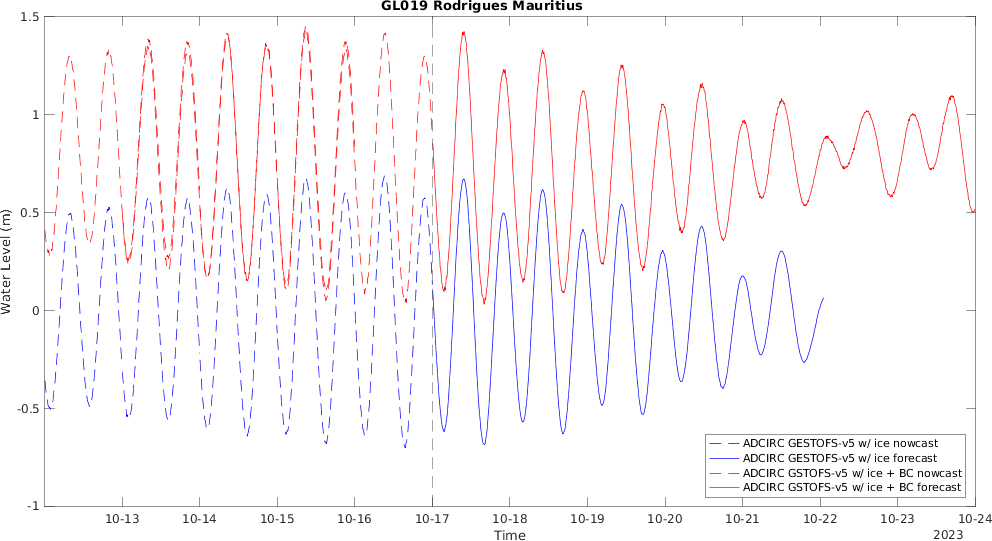 GL019 Rodrigues Mauritius
1.5
1
0.5
0
-0.5
-1
Water Level (m)
ADCIRC GESTOFS-v5 w/ ice nowcast
ADCIRC GESTOFS-v5 w/ ice forecast
ADCIRC GSTOFS-v5 w/ ice + BC nowcast
ADCIRC GSTOFS-v5 w/ ice + BC forecast
10-13 10-14 10-15 10-16 10-17 10-18 10-19 10-20 10-21 10-22 10-23 10-24
Time
2023